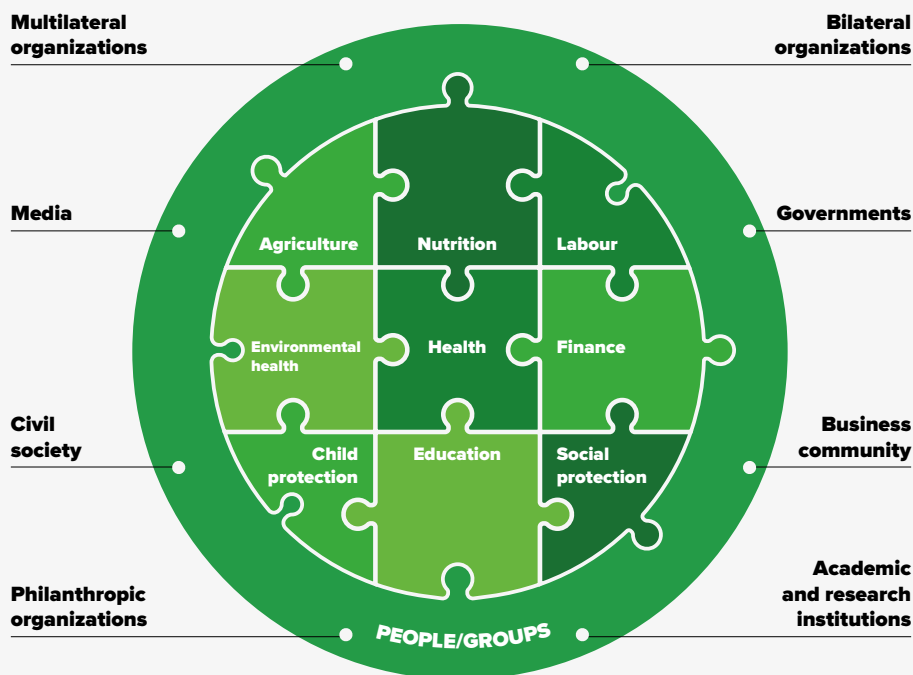 Multilateral
organizations
Bilateral
organizations
Media
Governments
Agriculture
Nutrition
Labour
Environmental
health
Health
Finance
Civil
society
Business
community
Child
protection
Education
Social
protection
Philanthropic
organizations
Academic
and research
institutions
PEOPLE/GROUPS